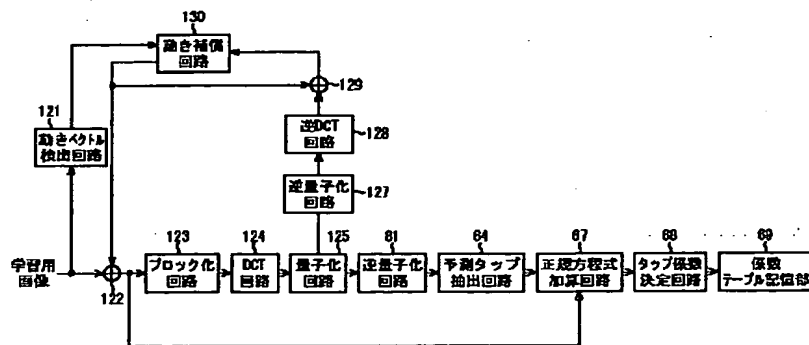 130
動き補償
回路
129
121
動きベクトル
検出回路
逆DCT
回路
128
逆量子化
回路
127
学習用
画像
122
123
ブロック化
回路
124
DCT
回路
125
量子化
回路
61
逆量子化
回路
64
予測タップ
抽出回路
67
正規方程式
加算回路
68
タップ係数
決定回路
69
係数
テーブル記憶部